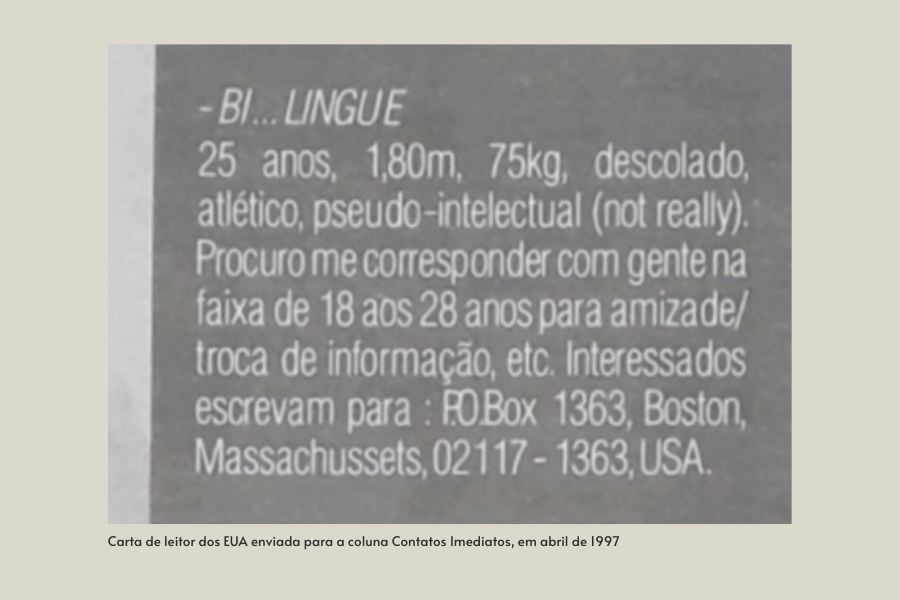 - BI... LINGUE
25 anos, 1,80m, 75kg, descolado,
atlético, pseudo-intelectual (not really).
Procuro me corresponder com gente na
faixa de 18 aos 28 anos para amizade/
troca de informação, etc. Interessados
escrevam para : P.O.Box 1363, Boston,
Massachussets, 02117 - 1363, USA.
Carta de leitor dos EUA enviada para a coluna Contatos Imediatos, em abril de 1997